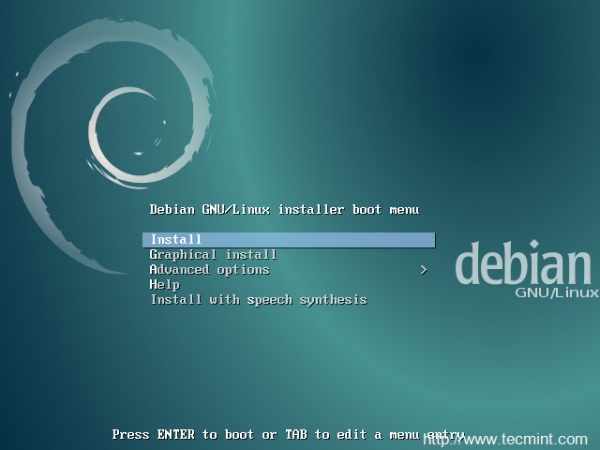 Debian GNU/Linux installer boot menu
Install
Graphical install
Advanced options >
Help
Install with speech synthesis
debian
GNU/Linux
Press ENTER to boot or TAB to edit a menu entry
http://www.tecmint.com